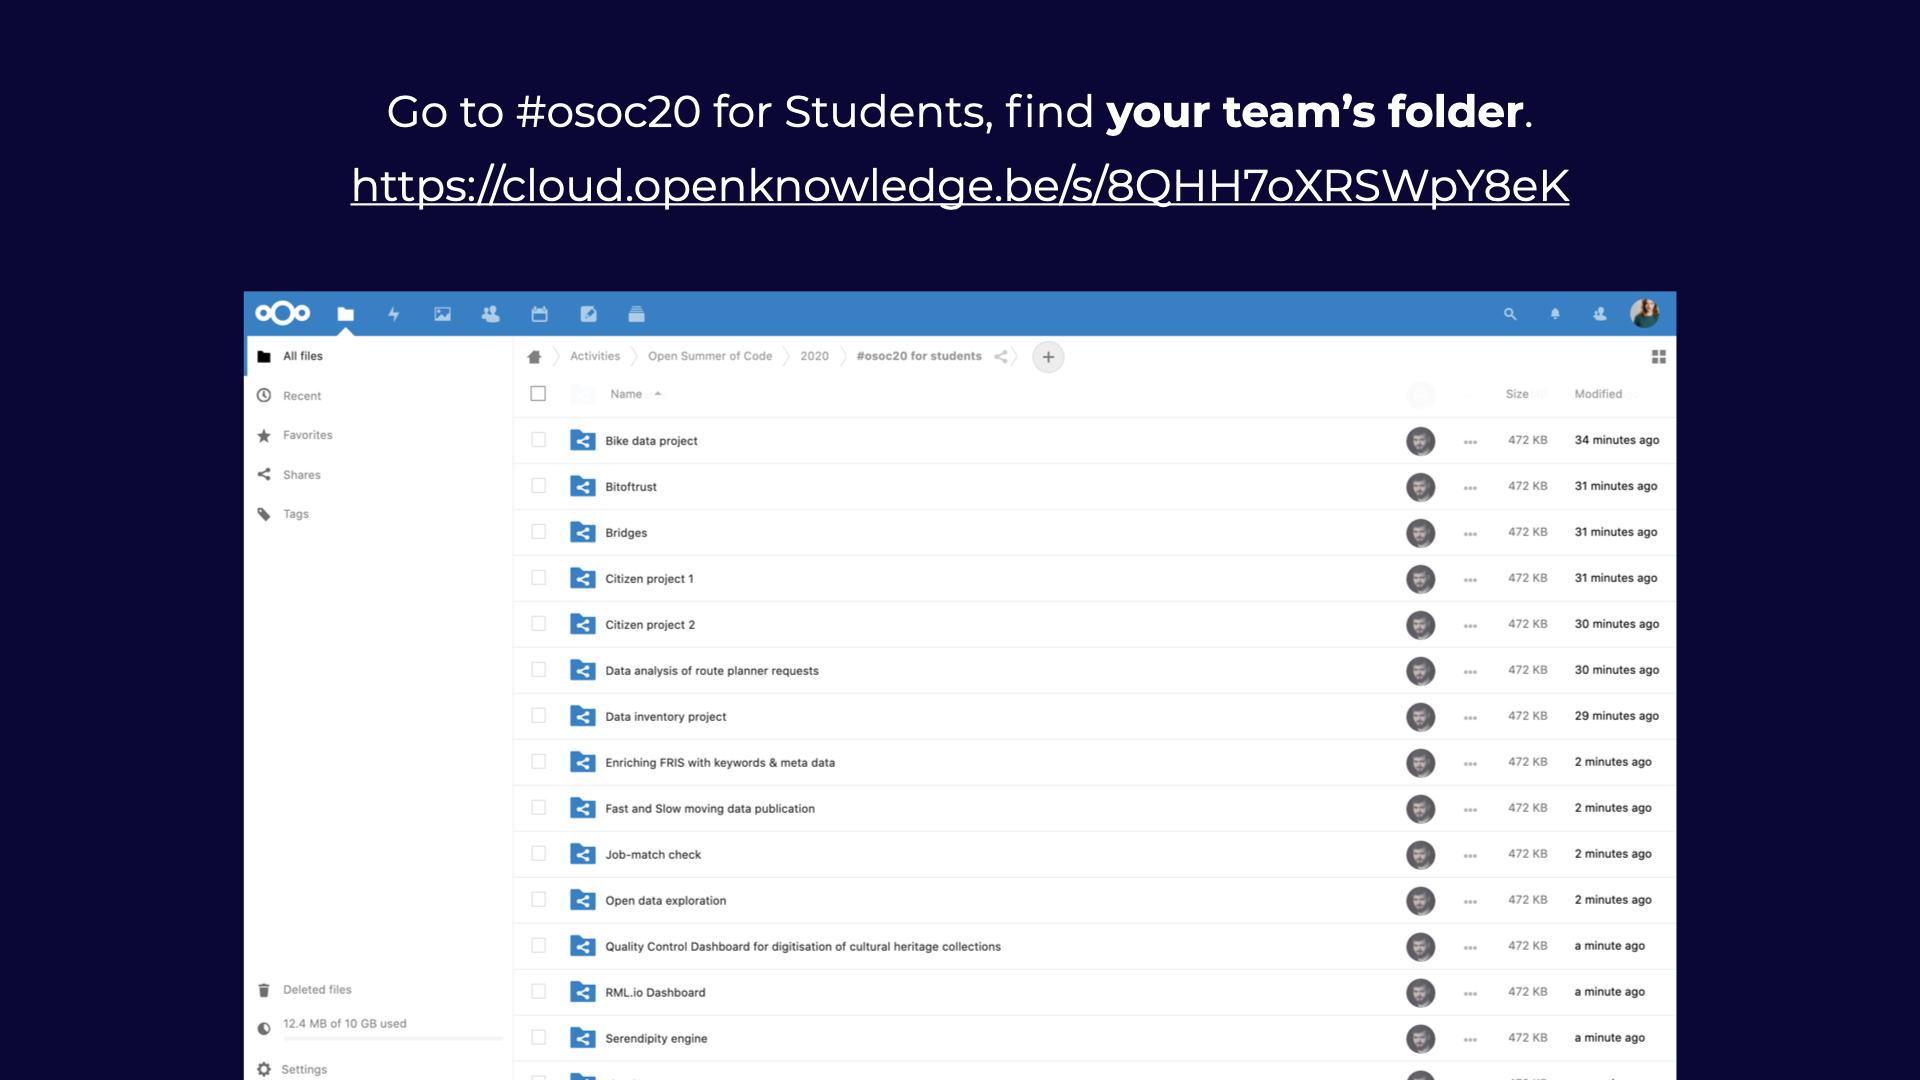 Go to #osoc20 for Students, find your team's folder.
https://cloud.openknowledge.be/s/8QHH7oXRSWpY8eK
All files
Activities
Open Summer of Code
2020
#osoc20 for students
Recent
Favorites
Shares
Tags
Name
Size
Modified
Bike data project 472 KB 34 minutes ago
Bitoftrust 472 KB 31 minutes ago
Bridges 472 KB 31 minutes ago
Citizen project 1 472 KB 31 minutes ago
Citizen project 2 472 KB 30 minutes ago
Data analysis of route planner requests 472 KB 30 minutes ago
Data inventory project 472 KB 29 minutes ago
Enriching FRIS with keywords & meta data 472 KB 2 minutes ago
Fast and Slow moving data publication 472 KB 2 minutes ago
Job-match check 472 KB 2 minutes ago
Open data exploration 472 KB 2 minutes ago
Quality Control Dashboard for digitisation of cultural heritage collections 472 KB a minute ago
RML.io Dashboard 472 KB a minute ago
Serendipity engine 472 KB a minute ago
Deleted files
12.4 MB of 10 GB used
Settings